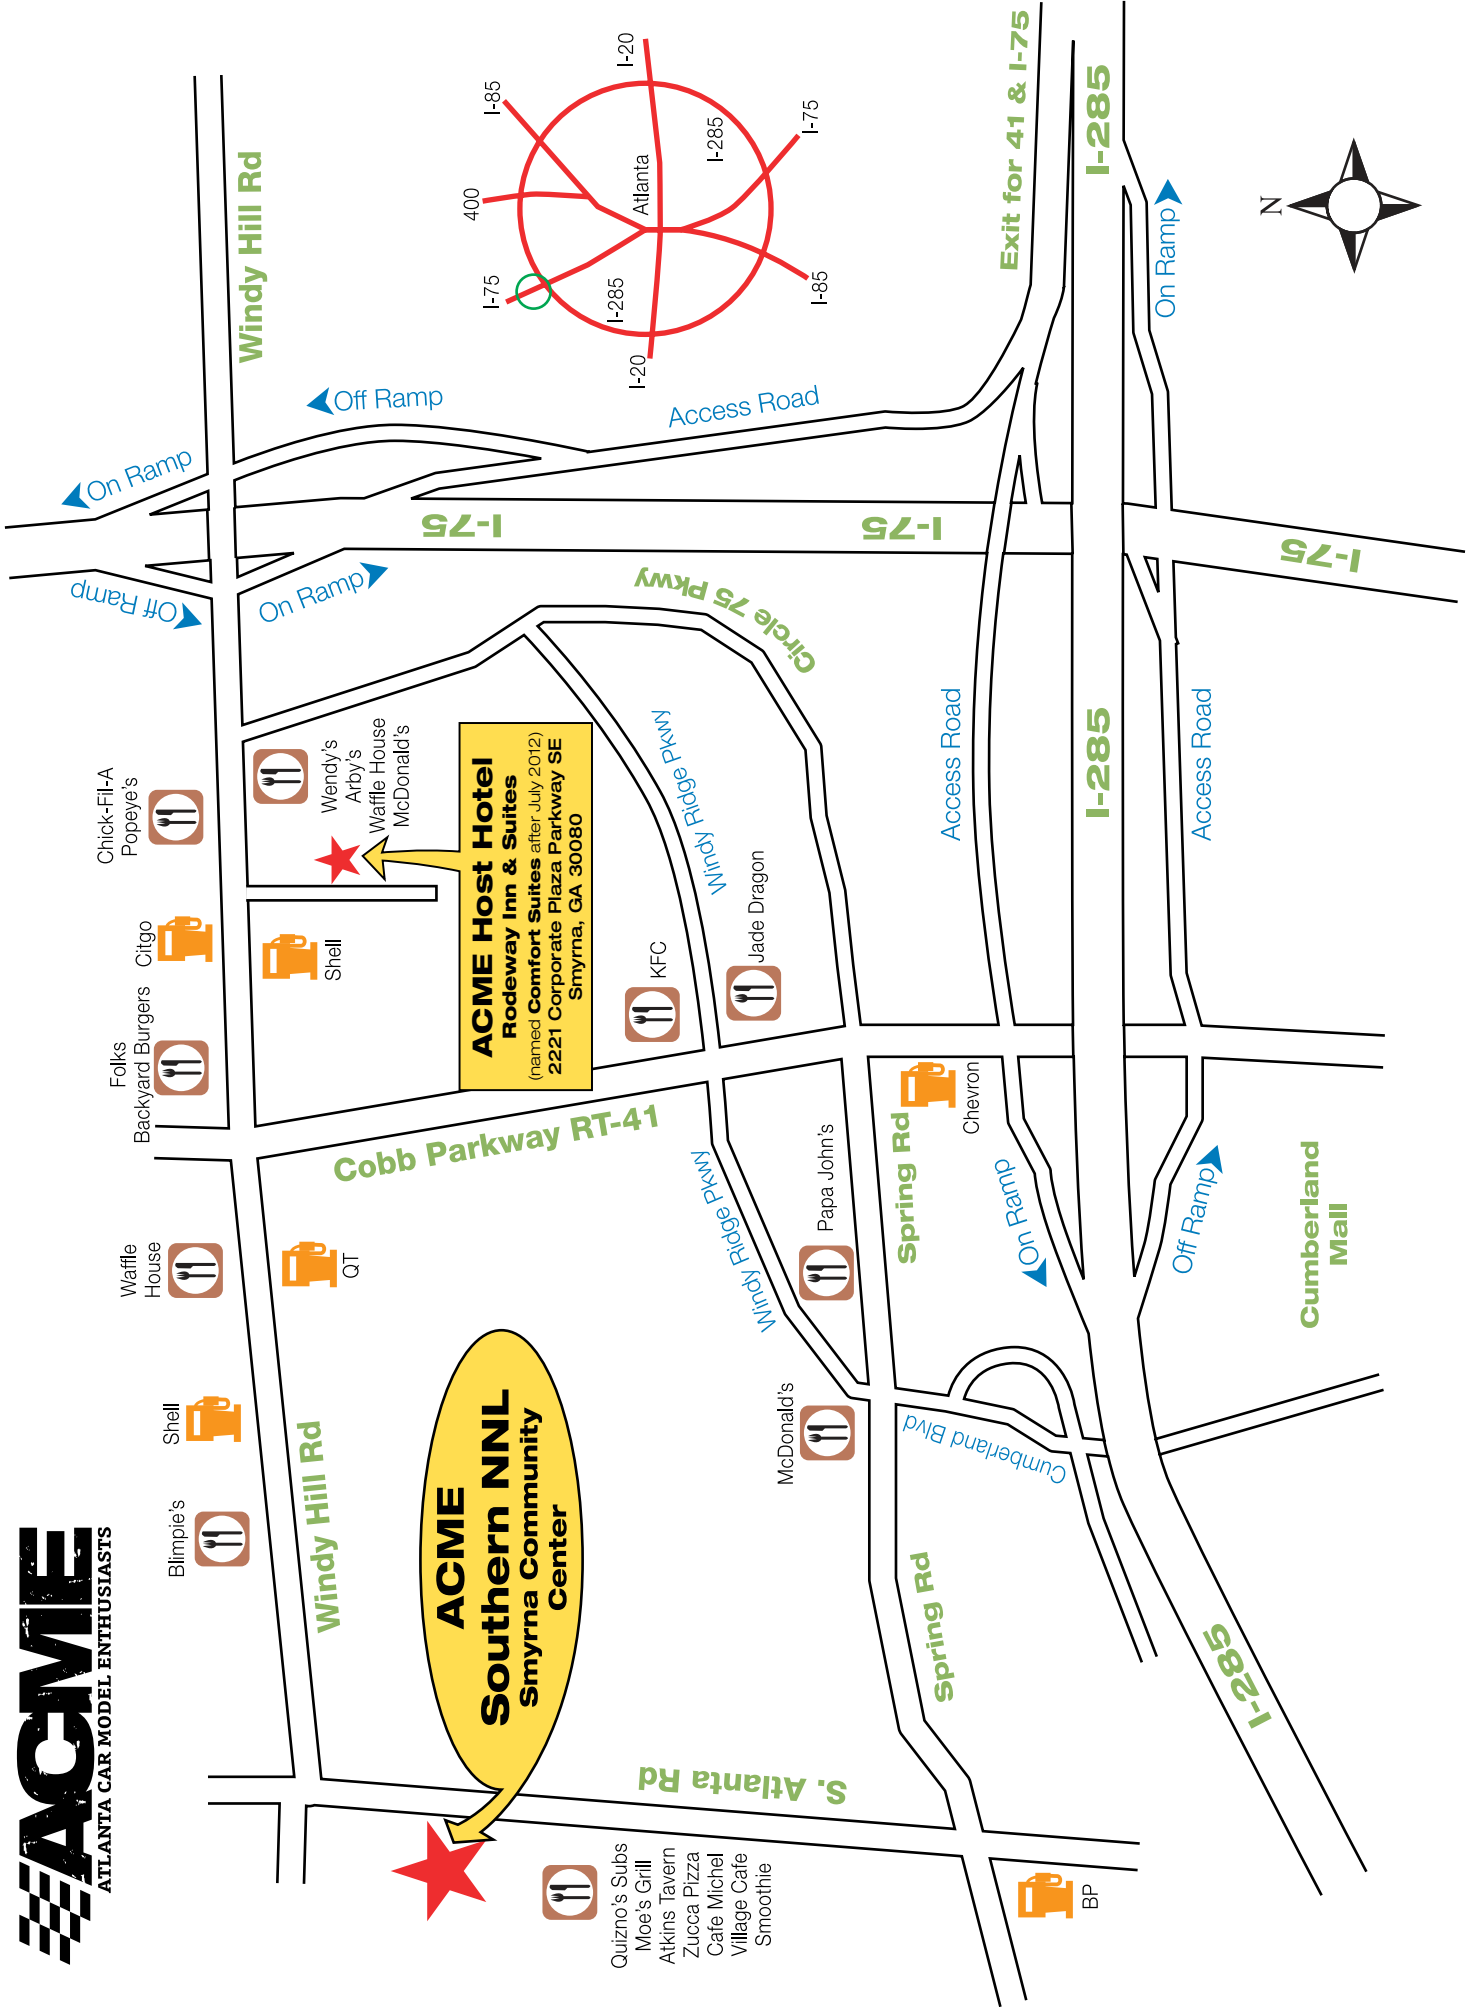 ACME
ATLANTA CAR MODEL ENTHUSIASTS
Blimpie's
Shell
Waffle
House
Folks
Backyard Burgers
Citgo
Chick-Fil-A
Popeye's
Off Ramp
On Ramp
Windy Hill Rd
Windy Hill Rd
QT
Shell
Wendy's
Arby's
Waffle House
McDonald's
On Ramp
Off Ramp
ACME
Southern NNL
Smyrna Community
Center
Cobb Parkway RT-41
ACME Host Hotel
Rodeway Inn & Suites
(named Comfort Suites after July 2012)
2221 Corporate Plaza Parkway SE
Smyrna, GA 30080
I-75
I-75
400
I-85
I-20
I-285
Atlanta
I-20
I-285
I-85
I-75
Quizno's Subs
Moe's Grill
Atkins Tavern
Zucca Pizza
Cafe Michel
Village Cafe
Smoothie
S. Atlanta Rd
KFC
Windy Ridge Pkwy
Circle 75 Pkwy
Access Road
Windy Ridge Pkwy
Jade Dragon
McDonald's
Papa John's
Spring Rd
Spring Rd
Cumberland Blvd
Chevron
Access Road
I-75
Exit for 41 & I-75
On Ramp
BP
I-285
I-285
I-285
Off Ramp
Access Road
On Ramp
Cumberland
Mall
I-75
N